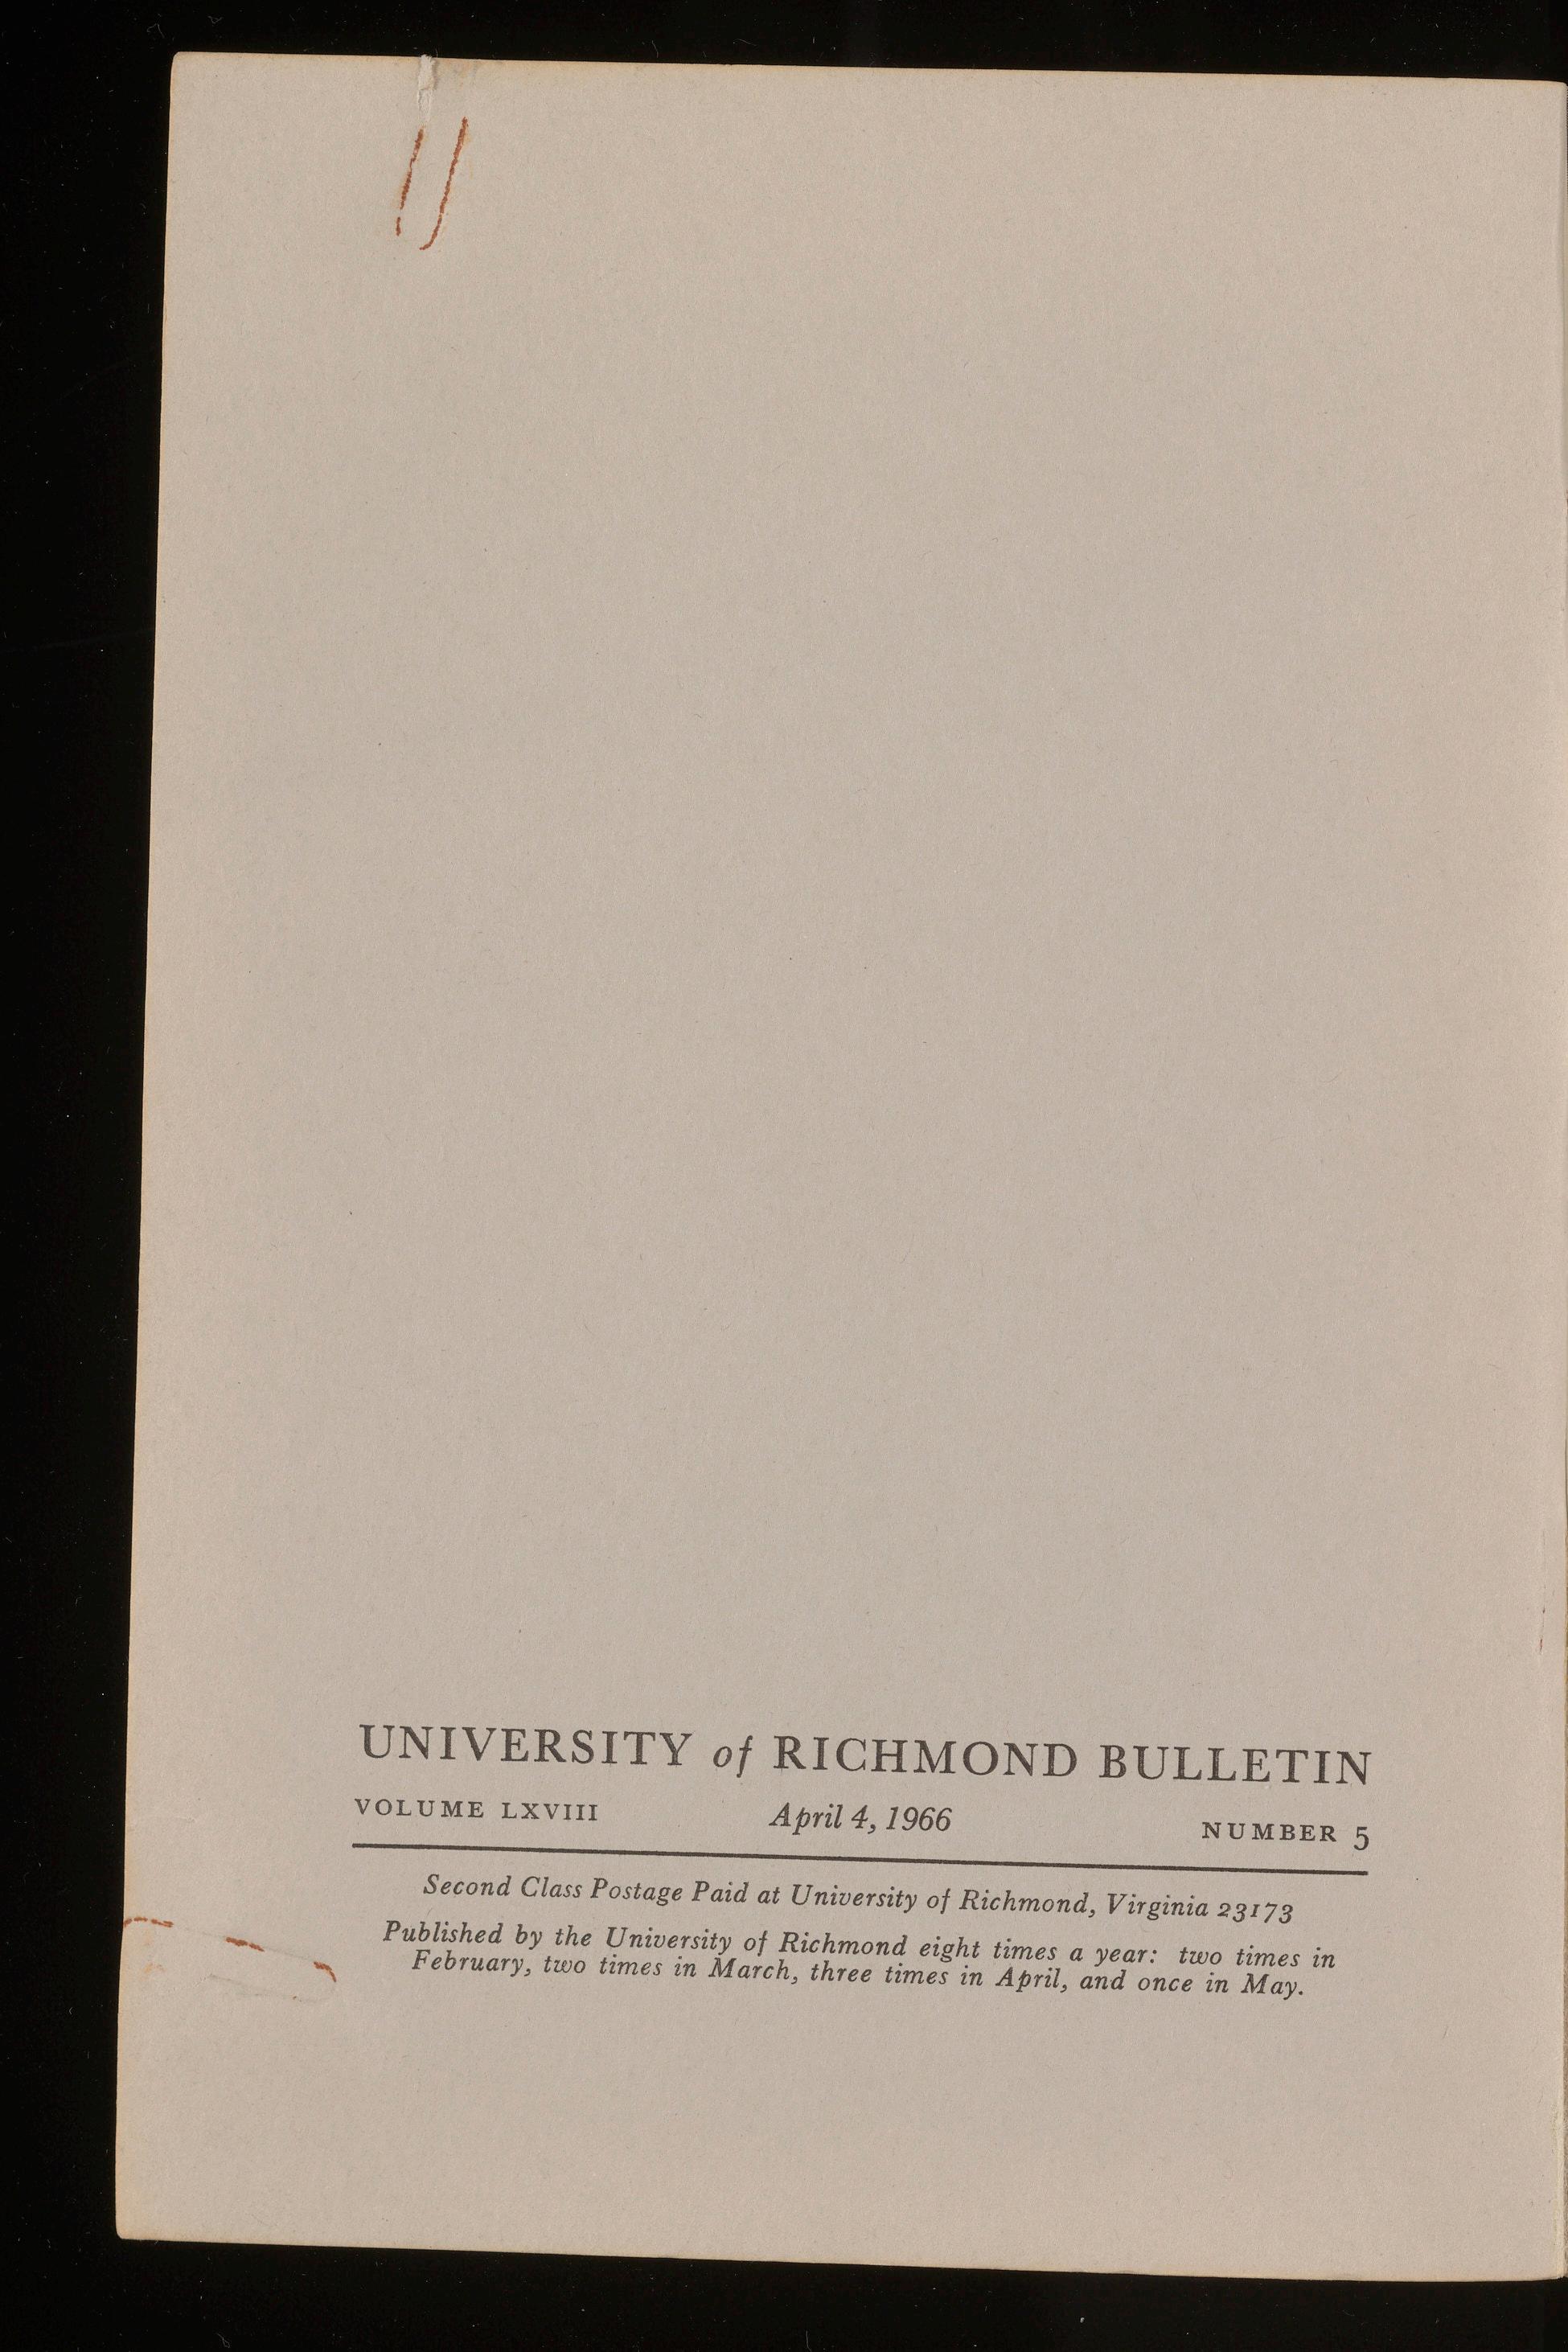 UNIVERSITY of RICHMOND BULLETIN
VOLUME LXVIII April 4, 1966 NUMBER 5
Second Class Postage Paid at University of Richmond, Virginia 23173
Published by the University of Richmond eight times a year: two times in
February, two times in March, three times in April, and once in May.